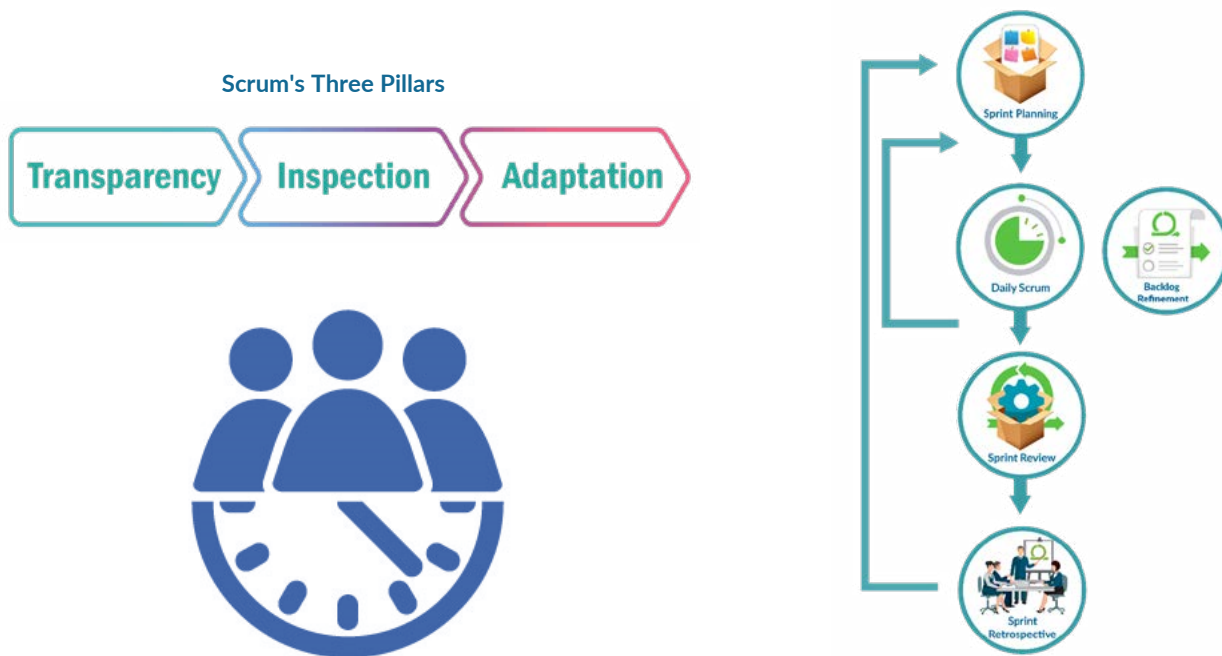 Scrum's Three Pillars
Transparency
Inspection
Adaptation
Sprint Planning
Daily Scrum
Backlog
Refinement
Sprint Review
Sprint
Retrospective